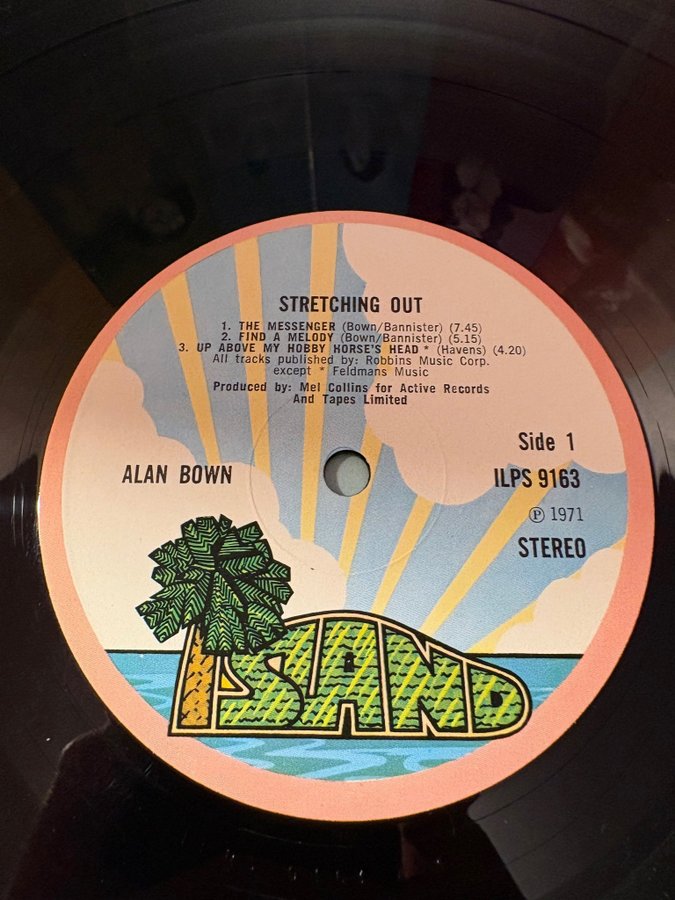 STRETCHING OUT
1. THE MESSENGER (Bown/Bannister) (7.45)
2. FIND A MELODY (Bown/Bannister) (5.15)
3. UP ABOVE MY HOBBY HORSE'S HEAD * (Havens) (4.20)
All tracks published by: Robbins Music Corp.
except * Feldmans Music
Produced by: Mel Collins for Active Records
And Tapes Limited
Side 1
ALAN BOWN
ILPS 9163
Ⓟ 1971
STEREO
ISLAND